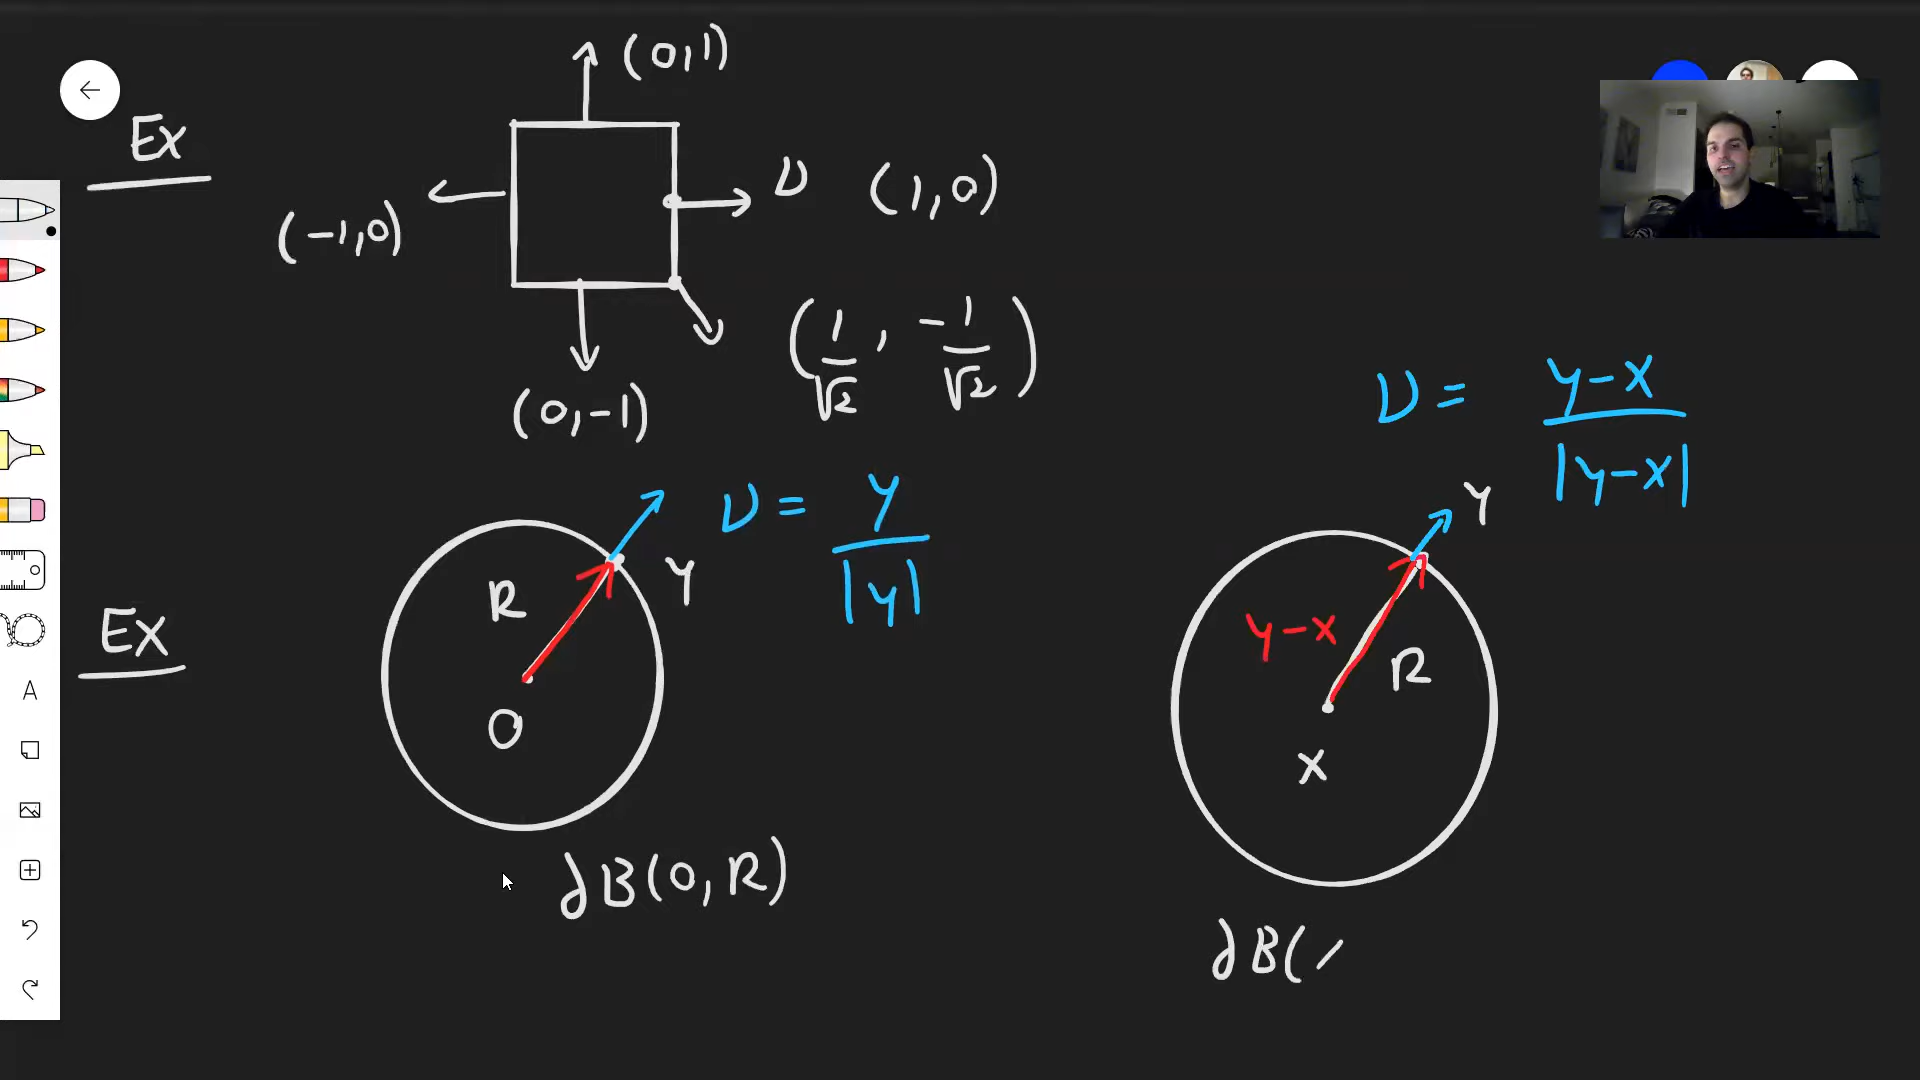 (0,1)
Ex
ν (1,0)
(-1,0)
(1/√2, -1/√2)
(0,-1)
ν = y-x/|y-x|
ν = y/|y|
y
y
R
Ex
y-x
R
O
x
∂B(0,R)
∂B(
A